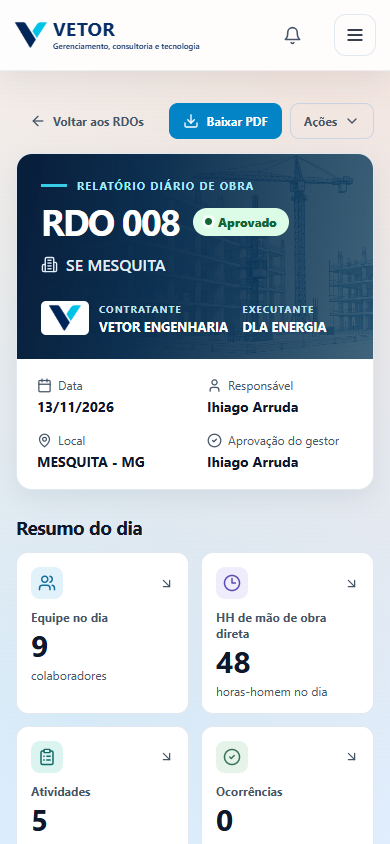 VETOR
Gerenciamento, consultoria e tecnologia
Voltar aos RDOs
Baixar PDF
Ações
RELATÓRIO DIÁRIO DE OBRA
RDO 008
Aprovado
SE MESQUITA
CONTRATANTE
VETOR ENGENHARIA
EXECUTANTE
DLA ENERGIA
Data
13/11/2026
Responsável
Ihiago Arruda
Local
MESQUITA - MG
Aprovação do gestor
Ihiago Arruda
Resumo do dia
Equipe no dia
9
colaboradores
HH de mão de obra
direta
48
horas-homem no dia
Atividades
5
Ocorrências
0